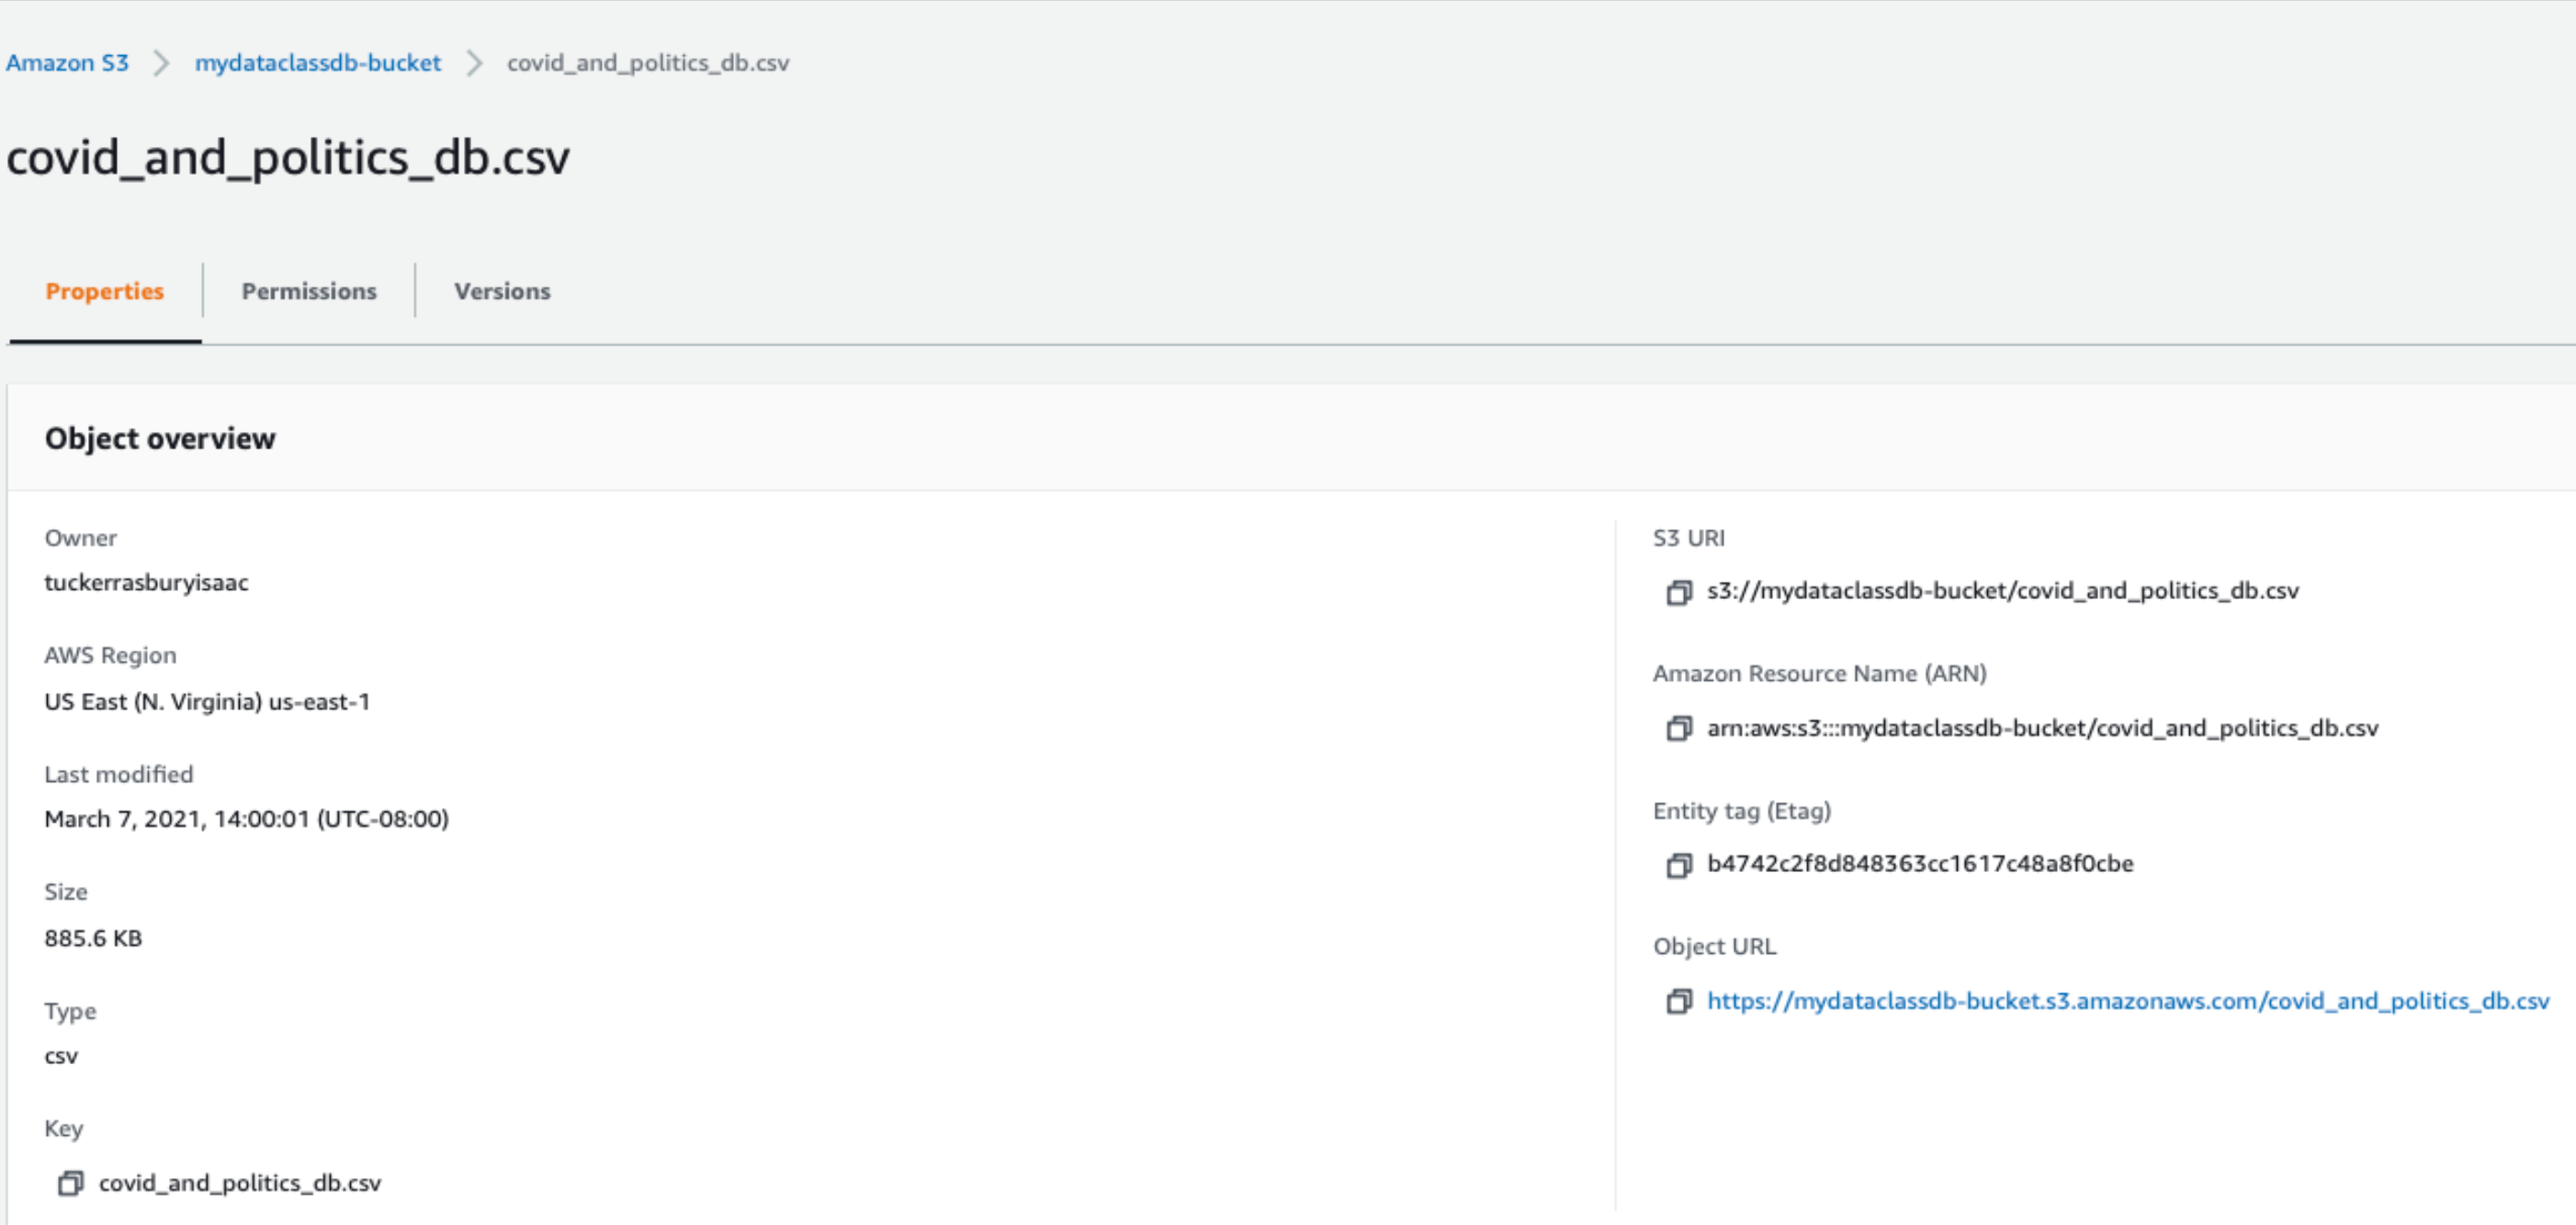 Amazon S3 > mydataclassdb-bucket > covid_and_politics_db.csv
covid_and_politics_db.csv
Properties
Permissions
Versions
Object overview
Owner
tuckerrasburyisaac
AWS Region
US East (N. Virginia) us-east-1
Last modified
March 7, 2021, 14:00:01 (UTC-08:00)
Size
885.6 KB
Type
csv
Key
covid_and_politics_db.csv
S3 URI
s3://mydataclassdb-bucket/covid_and_politics_db.csv
Amazon Resource Name (ARN)
arn:aws:s3:::mydataclassdb-bucket/covid_and_politics_db.csv
Entity tag (Etag)
b4742c2f8d848363cc1617c48a8f0cbe
Object URL
https://mydataclassdb-bucket.s3.amazonaws.com/covid_and_politics_db.csv